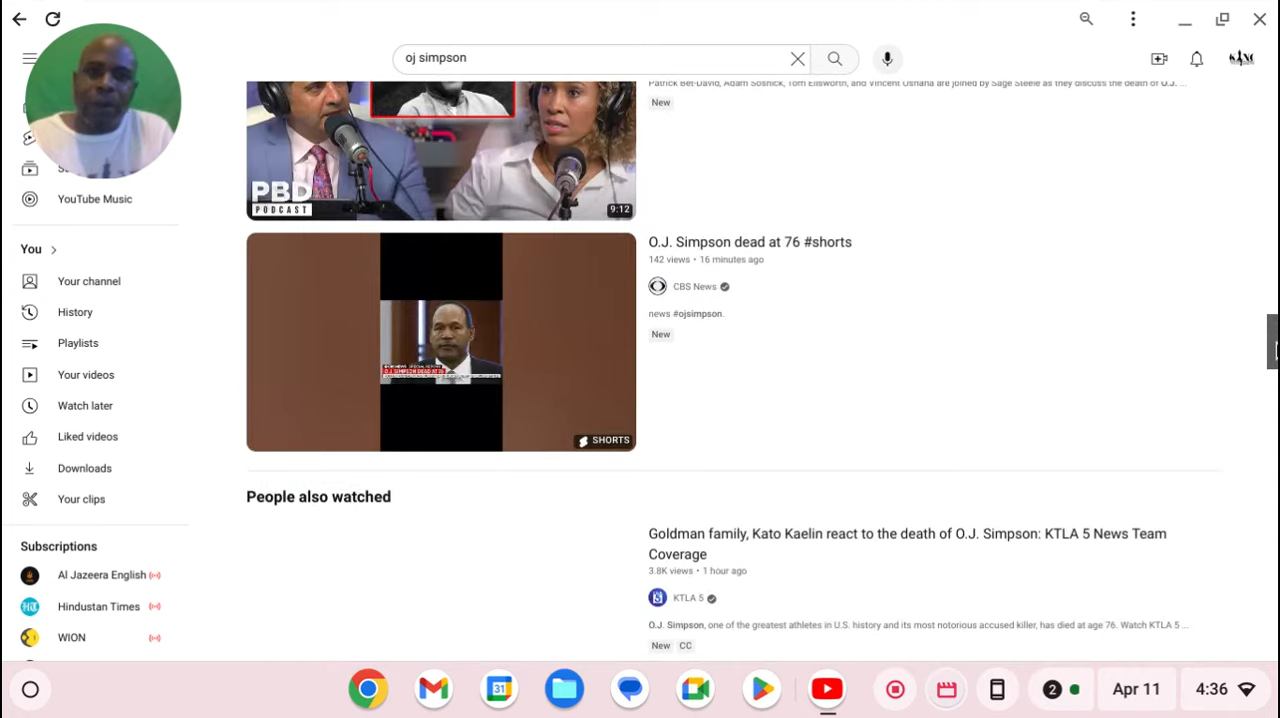 oj simpson
Patrick Bet-David, Adam Sosnick, Tom Ellsworth, and Vincent Oshana are joined by Sage Steele as they discuss the death of O.J. ...
New
PBD
PODCAST
9:12
YouTube Music
You
Your channel
History
Playlists
Your videos
Watch later
Liked videos
Downloads
Your clips
Subscriptions
Al Jazeera English
Hindustan Times
WION
O.J. Simpson dead at 76 #shorts
142 views • 16 minutes ago
CBS News
news #ojsimpson.
New
O.J. SIMPSON DEAD AT 76
SHORTS
People also watched
Goldman family, Kato Kaelin react to the death of O.J. Simpson: KTLA 5 News Team
Coverage
3.8K views • 1 hour ago
KTLA 5
O.J. Simpson, one of the greatest athletes in U.S. history and its most notorious accused killer, has died at age 76. Watch KTLA 5 ...
New CC
31
2
Apr 11
4:36